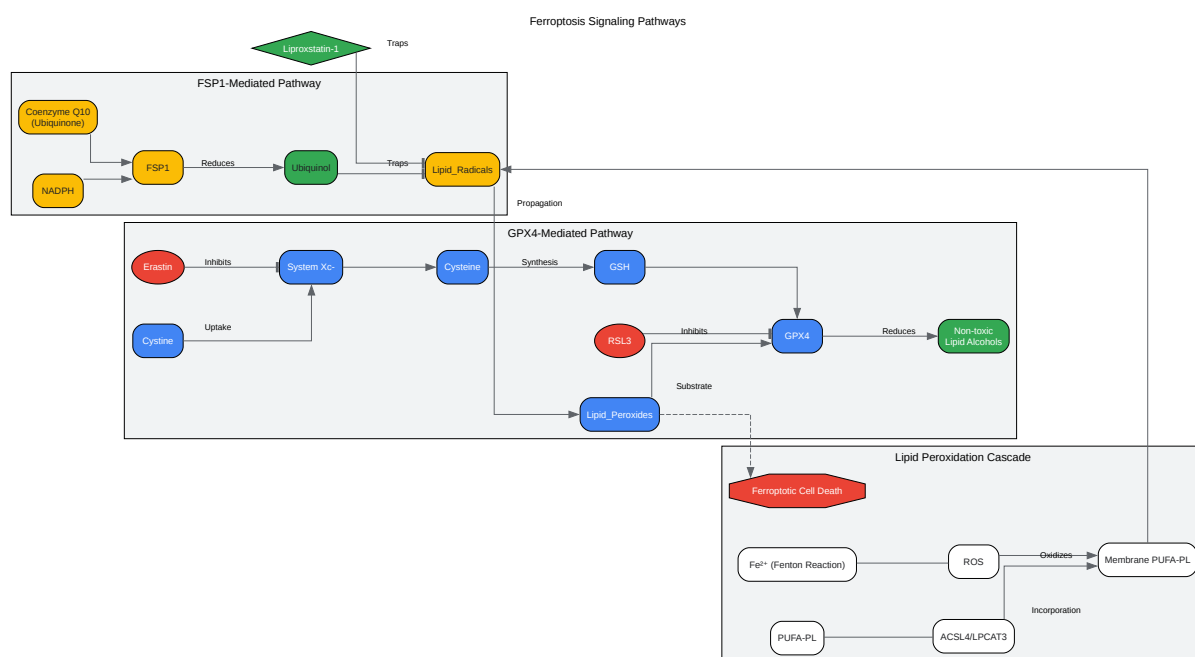 Ferroptosis Signaling Pathways
Liproxstatin-1
Traps
FSP1-Mediated Pathway
Coenzyme Q10
(Ubiquinone)
FSP1
Reduces
Ubiquinol
Traps
Lipid_Radicals
NADPH
Propagation
GPX4-Mediated Pathway
Erastin
Inhibits
System Xc-
Cysteine
Synthesis
GSH
Cystine
Uptake
RSL3
Inhibits
GPX4
Reduces
Non-toxic
Lipid Alcohols
Substrate
Lipid_Peroxides
Lipid Peroxidation Cascade
Ferroptotic Cell Death
Fe²⁺ (Fenton Reaction)
ROS
Oxidizes
Membrane PUFA-PL
Incorporation
PUFA-PL
ACSL4/LPCAT3